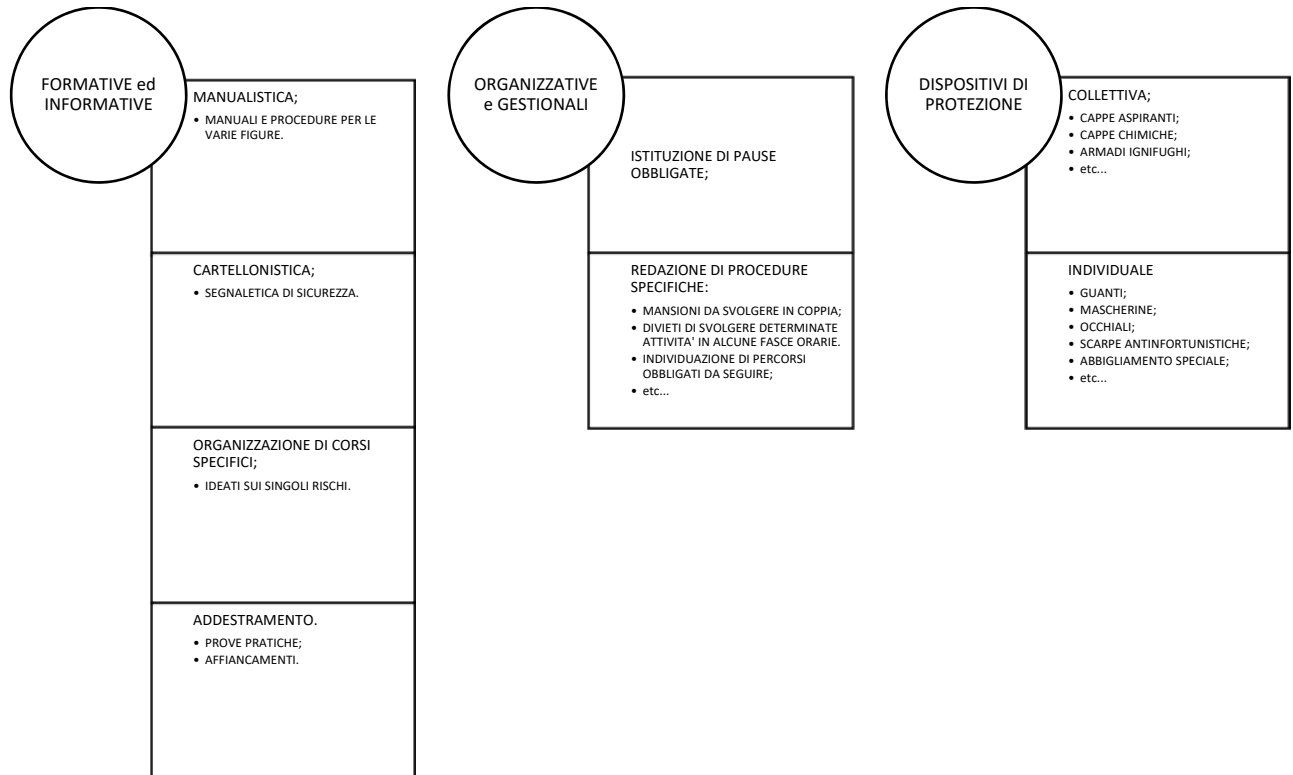 FORMATIVE ed
INFORMATIVE
MANUALISTICA;
• MANUALI E PROCEDURE PER LE
VARIE FIGURE.
CARTELLONISTICA;
• SEGNALETICA DI SICUREZZA.
ORGANIZZAZIONE DI CORSI
SPECIFICI;
• IDEATI SUI SINGOLI RISCHI.
ADDESTRAMENTO.
• PROVE PRATICHE;
• AFFIANCAMENTI.
ORGANIZZATIVE
e GESTIONALI
ISTITUZIONE DI PAUSE
OBBLIGATE;
REDAZIONE DI PROCEDURE
SPECIFICHE:
• MANSIONI DA SVOLGERE IN COPPIA;
• DIVIETI DI SVOLGERE DETERMINATE
ATTIVITA' IN ALCUNE FASCE ORARIE.
• INDIVIDUAZIONE DI PERCORSI
OBBLIGATI DA SEGUIRE;
• etc...
DISPOSITIVI DI
PROTEZIONE
COLLETTIVA;
• CAPPE ASPIRANTI;
• CAPPE CHIMICHE;
• ARMADI IGNIFUGHI;
• etc...
INDIVIDUALE
• GUANTI;
• MASCHERINE;
• OCCHIALI;
• SCARPE ANTINFORTUNISTICHE;
• ABBIGLIAMENTO SPECIALE;
• etc...